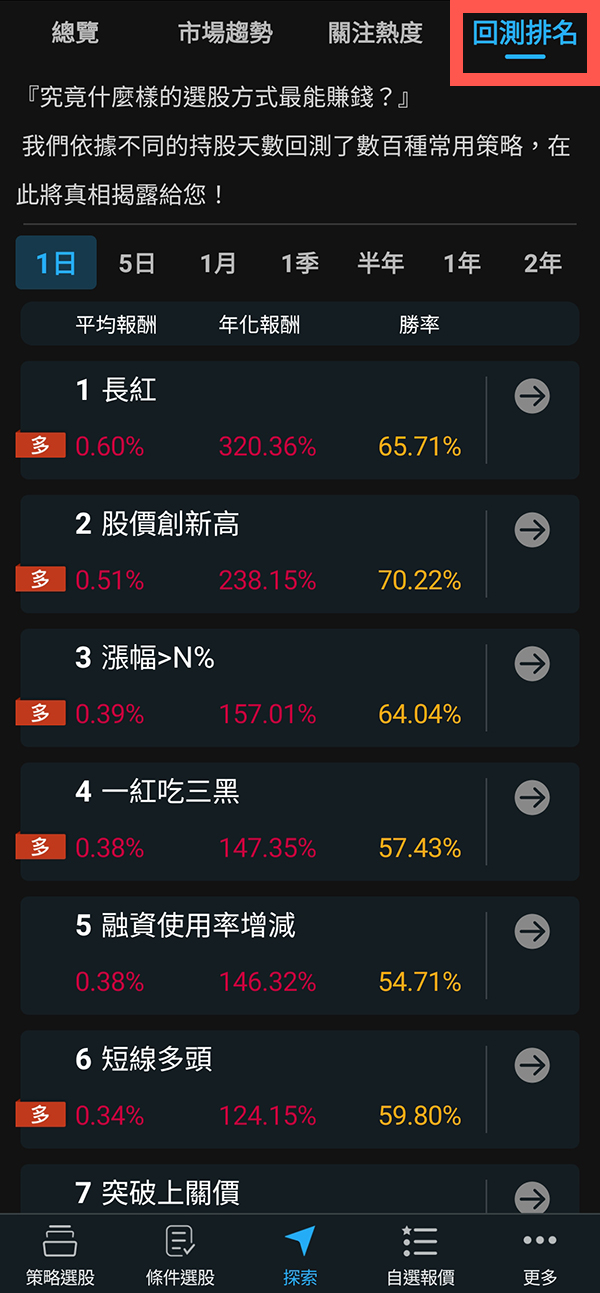 總覽 市場趨勢 關注熱度 回測排名
『究竟什麼樣的選股方式最能賺錢？』
我們依據不同的持股天數回測了數百種常用策略，在
此將真相揭露給您！
1日 5日 1月 1季 半年 1年 2年
平均報酬 年化報酬 勝率
1 長紅
多 0.60% 320.36% 65.71%
2 股價創新高
多 0.51% 238.15% 70.22%
3 漲幅>N%
多 0.39% 157.01% 64.04%
4 一紅吃三黑
多 0.38% 147.35% 57.43%
5 融資使用率增減
0.38% 146.32% 54.71%
6 短線多頭
多 0.34% 124.15% 59.80%
7 突破上關價
策略選股 條件選股 探索 自選報價 更多